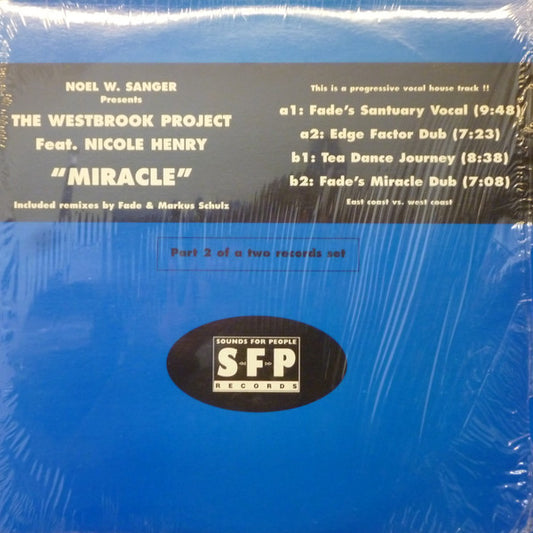 NOEL W. SANGER
Presents
THE WESTBROOK PROJECT
Feat. NICOLE HENRY
"MIRACLE"
Included remixes by Fade & Markus Schulz
This is a progressive vocal house track !!
a1: Fade's Santuary Vocal (9:48)
a2: Edge Factor Dub (7:23)
b1: Tea Dance Journey (8:38)
b2: Fade's Miracle Dub (7:08)
East coast vs. west coast
Part 2 of a two records set
SOUNDS FOR PEOPLE
S·F·P
RECORDS